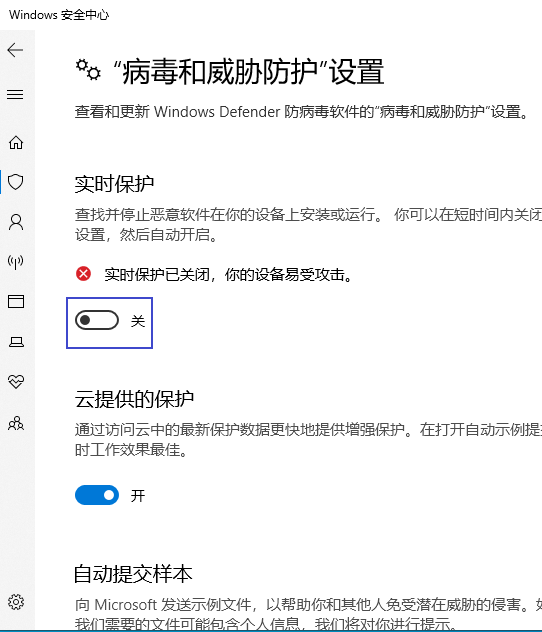 Windows 安全中心
“病毒和威胁防护”设置
查看和更新 Windows Defender 防病毒软件的“病毒和威胁防护”设置。
实时保护
查找并停止恶意软件在你的设备上安装或运行。 你可以在短时间内关闭
设置，然后自动开启。
实时保护已关闭，你的设备易受攻击。
关
云提供的保护
通过访问云中的最新保护数据更快地提供增强保护。在打开自动示例提
时工作效果最佳。
开
自动提交样本
向 Microsoft 发送示例文件，以帮助你和其他人免受潜在威胁的侵害。如
我们需要的文件可能包含个人信息，我们将对你进行提示。